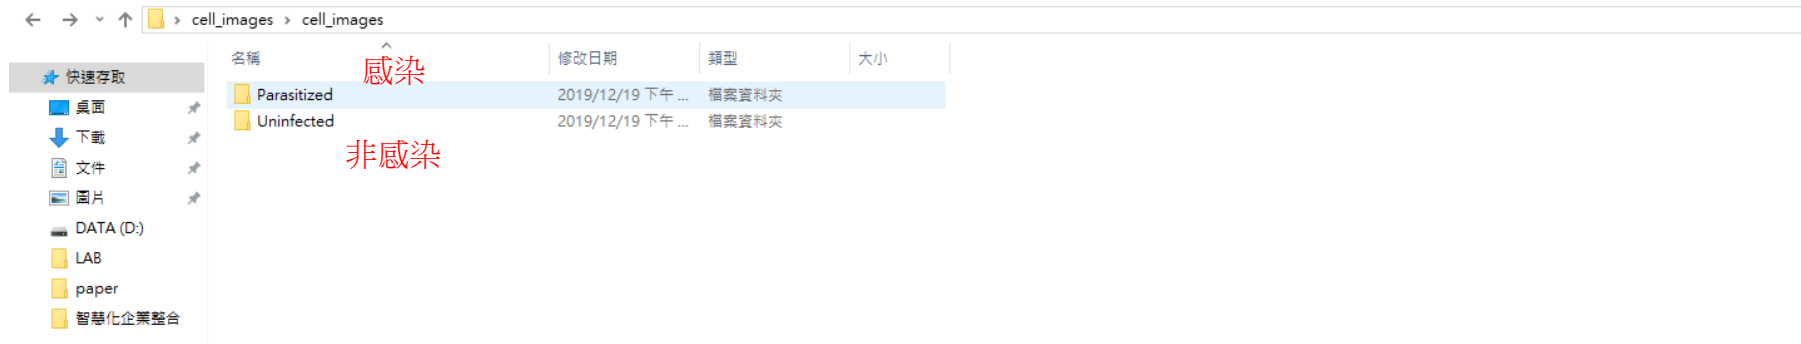 cell_images › cell_images
名稱 修改日期 類型 大小
感染
快速存取
Parasitized 2019/12/19 下午 ... 檔案資料夾
桌面
Uninfected 2019/12/19 下午 ... 檔案資料夾
下載
非感染
文件
圖片
DATA (D:)
LAB
paper
智慧化企業整合